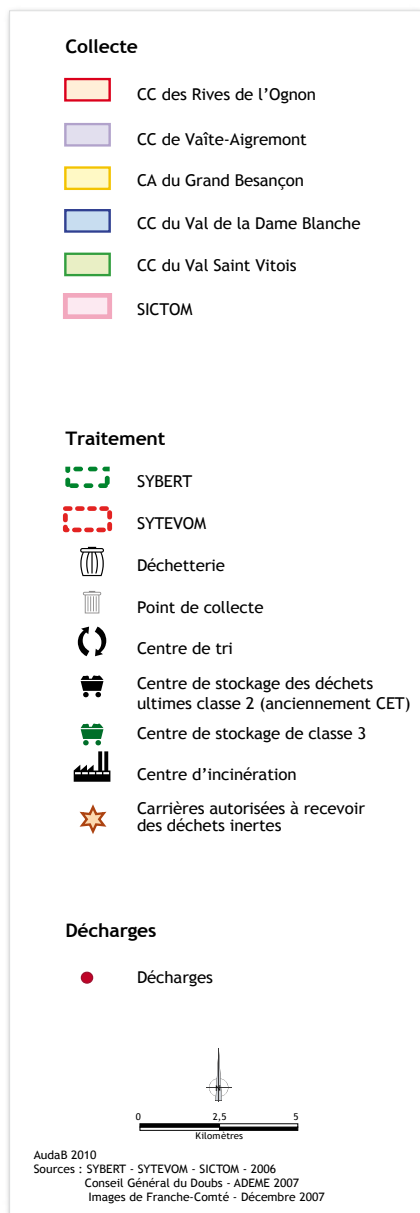 Collecte
CC des Rives de l'Ognon
CC de Vaîte-Aigremont
CA du Grand Besançon
CC du Val de la Dame Blanche
CC du Val Saint Vitois
SICTOM
Traitement
SYBERT
SYTEVOM
Déchetterie
Point de collecte
Centre de tri
Centre de stockage des déchets
ultimes classe 2 (anciennement CET)
Centre de stockage de classe 3
Centre d'incinération
Carrières autorisées à recevoir
des déchets inertes
Décharges
Décharges
0 2,5 5
Kilomètres
AudaB 2010
Sources : SYBERT - SYTEVOM - SICTOM - 2006
Conseil Général du Doubs - ADEME 2007
Images de Franche-Comté - Décembre 2007